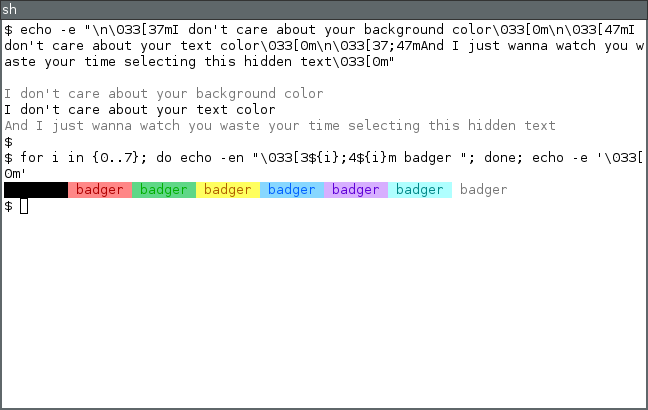 sh
$ echo -e "\n\033[37mI don't care about your background color\033[0m\n\033[47mI 
don't care about your text color\033[0m\n\033[37;47mAnd I just wanna watch you w
aste your time selecting this hidden text\033[0m"
I don't care about your background color
I don't care about your text color
And I just wanna watch you waste your time selecting this hidden text
$
$ for i in {0..7}; do echo -en "\033[3${i};4${i}m badger "; done; echo -e '\033[
0m'
badger badger badger badger badger badger badger
$